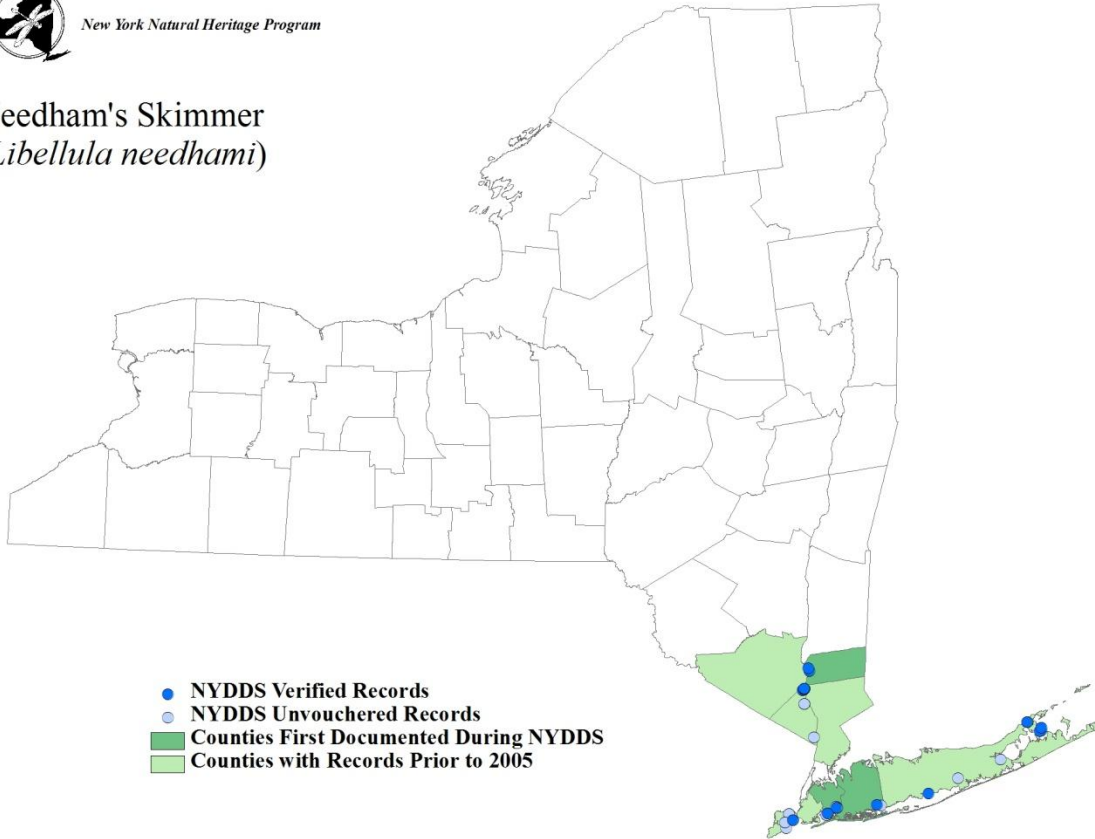 New York Natural Heritage Program
eedham's Skimmer
Libellula needhami)
NYDDS Verified Records
NYDDS Unvouchered Records
Counties First Documented During NYDDS
Counties with Records Prior to 2005